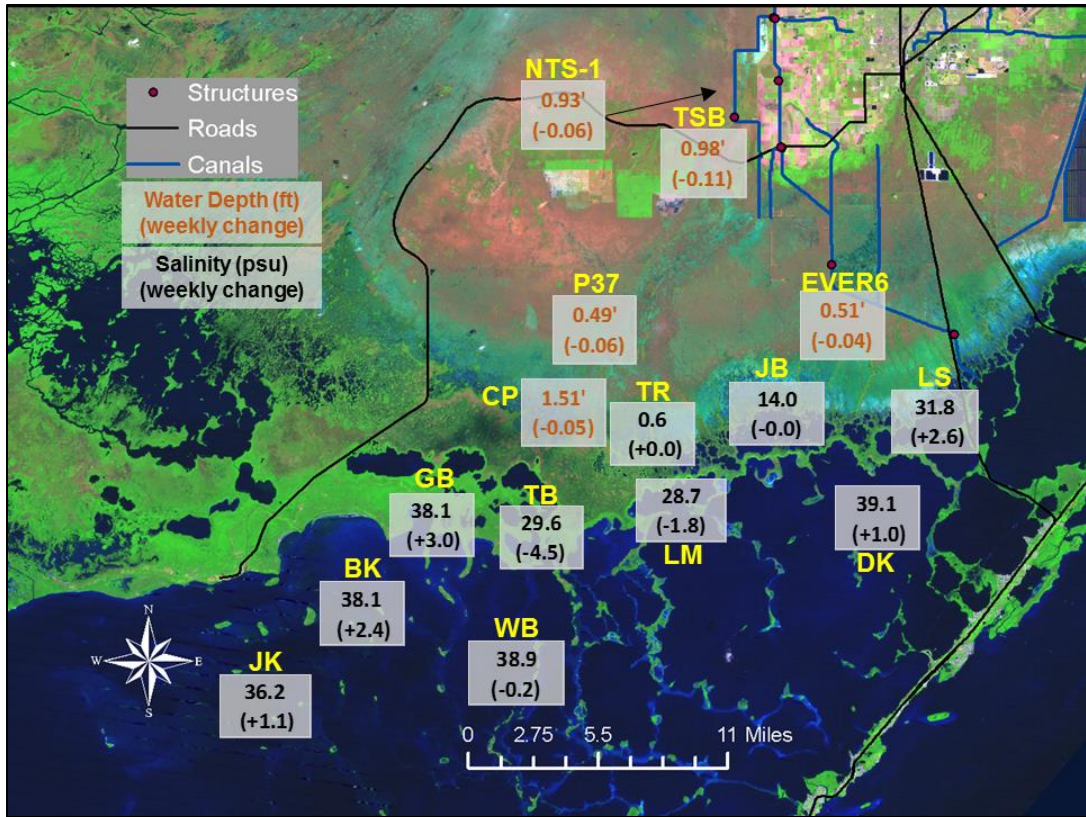 NTS-1
0.93'
(-0.06)
Structures
Roads
Canals
TSB
0.98'
(-0.11)
Water Depth (ft)
(weekly change)
Salinity (psu)
(weekly change)
P37
0.49'
(-0.06)
EVER6
0.51'
(-0.04)
CP
1.51'
(-0.05)
TR
0.6
(+0.0)
JB
14.0
(-0.0)
LS
31.8
(+2.6)
GB
38.1
(+3.0)
TB
29.6
(-4.5)
28.7
(-1.8)
LM
39.1
(+1.0)
DK
BK
38.1
(+2.4)
WB
38.9
(-0.2)
JK
36.2
(+1.1)
N
W E
S
0 2.75 5.5 11 Miles